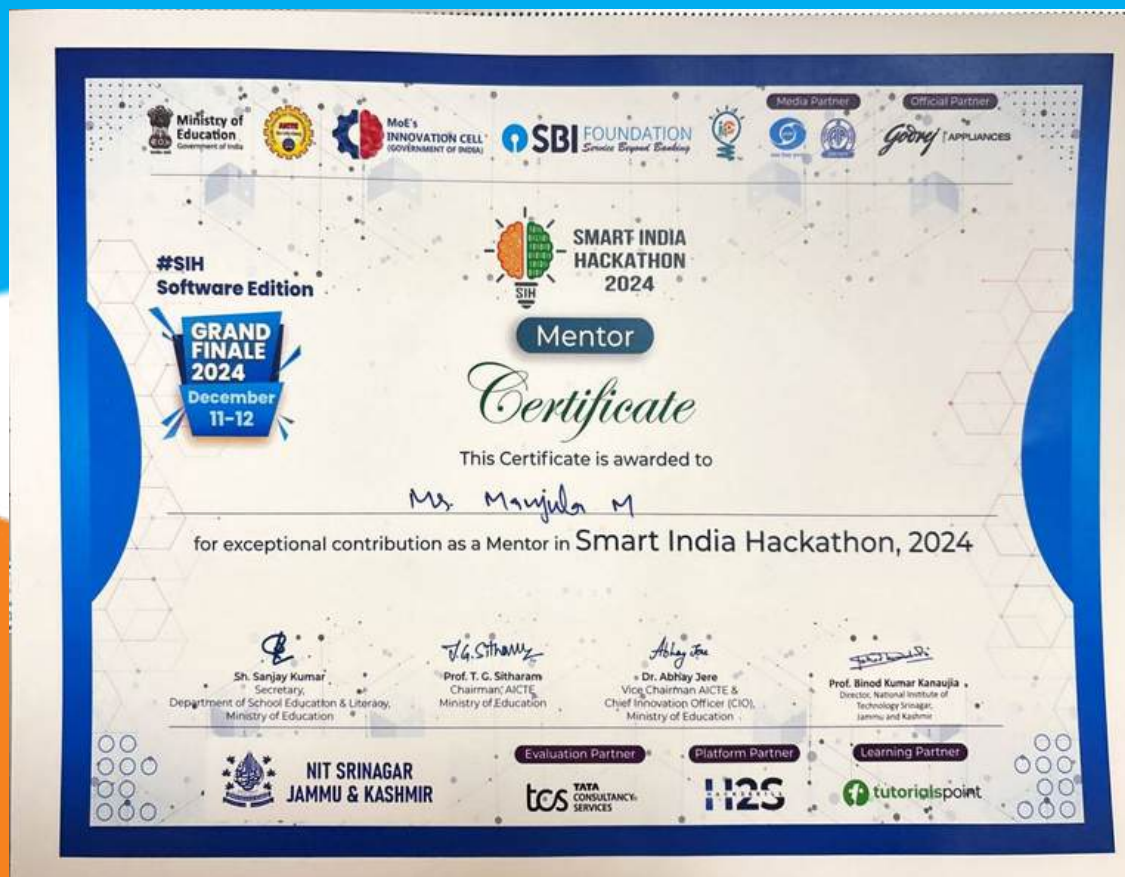 Ministry of
Education
Government of India
MoE's
INNOVATION CELL
(GOVERNMENT OF INDIA)
SBI FOUNDATION
Service Beyond Banking
Media Partner
Official Partner
Godrej | APPLIANCES
#SIH
Software Edition
GRAND
FINALE
2024
December
11-12
SIH
SMART INDIA
HACKATHON
2024
Mentor
Certificate
This Certificate is awarded to
Ms. Manjula M
for exceptional contribution as a Mentor in Smart India Hackathon, 2024
T.G. Sitharam
Abhay Jere
Sh. Sanjay Kumar
Secretary,
Department of School Education & Literacy,
Ministry of Education
Prof. T. G. Sitharam
Chairman, AICTE
Ministry of Education
Dr. Abhay Jere
Vice Chairman AICTE &
Chief Innovation Officer (CIO),
Ministry of Education
Prof. Binod Kumar Kanaujia
Director, National Institute of
Technology Srinagar,
Jammu and Kashmir
NIT SRINAGAR
JAMMU & KASHMIR
Evaluation Partner
tcs TATA
CONSULTANCY
SERVICES
Platform Partner
H2S
Learning Partner
tutorialspoint